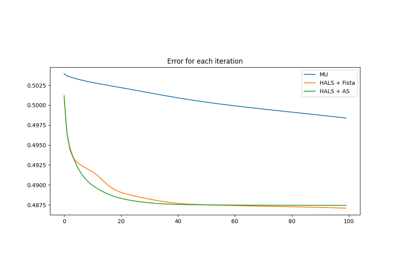 Error for each iteration
MU
HALS + Fista
HALS + AS
0.5025
0.5000
0.4975
0.4950
0.4925
0.4900
0.4875
0 20 40 60 80 100